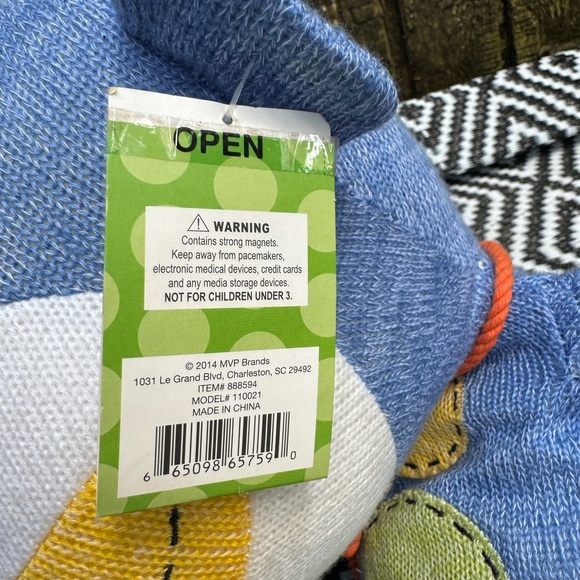 OPEN
⚠ WARNING
Contains strong magnets.
Keep away from pacemakers,
electronic medical devices, credit cards
and any media storage devices.
NOT FOR CHILDREN UNDER 3.
© 2014 MVP Brands
1031 Le Grand Blvd, Charleston, SC 29492
ITEM# 888594
MODEL# 110021
MADE IN CHINA
6 65098 65759 0